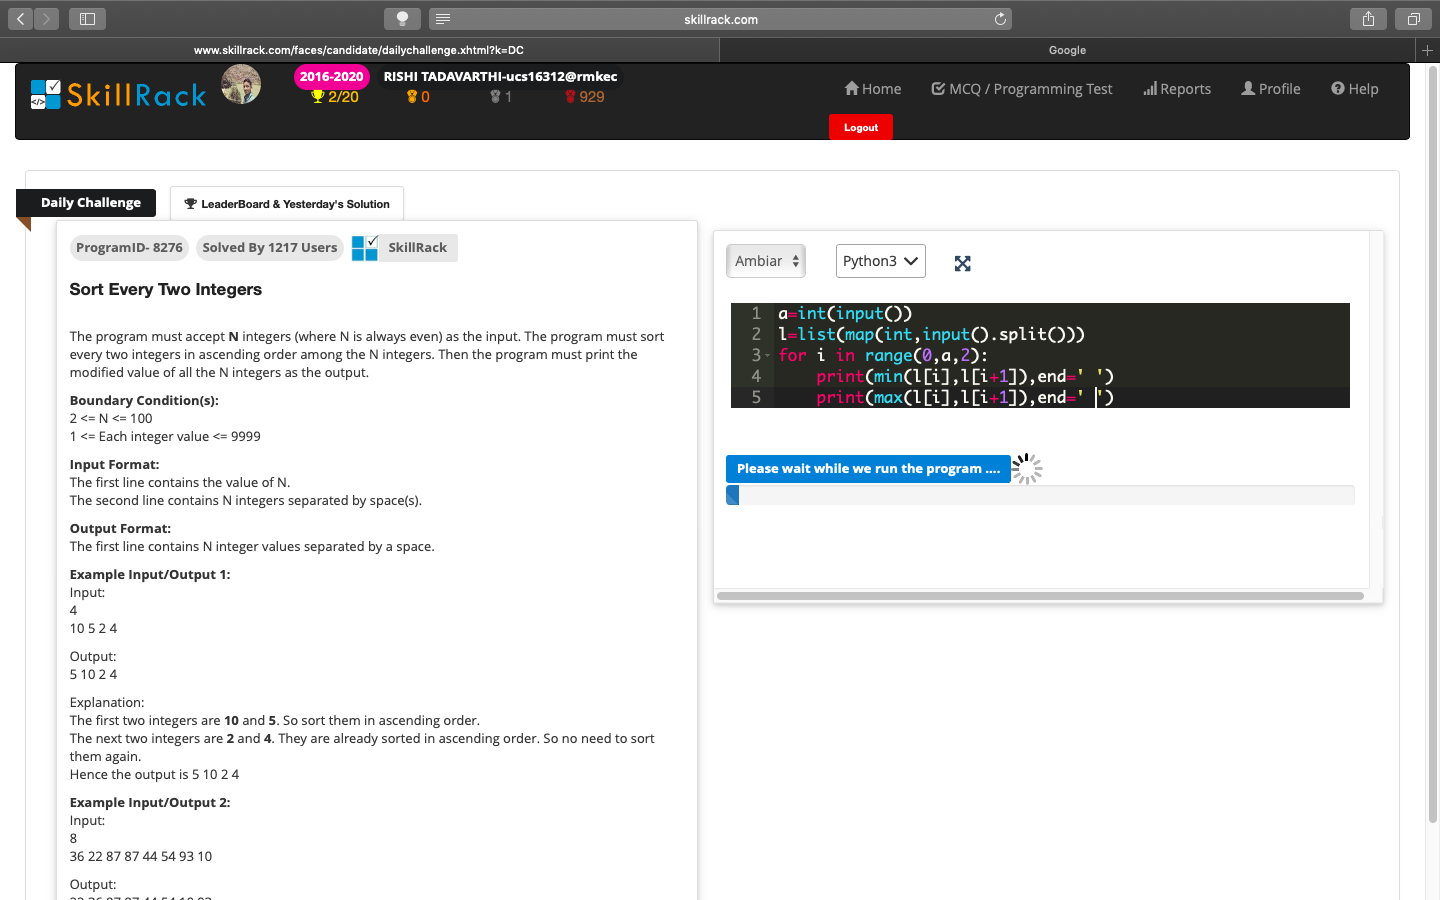 skillrack.com
www.skillrack.com/faces/candidate/dailychallenge.xhtml?k=DC
Google
SkillRack
2016-2020
RISHI TADAVARTHI-ucs16312@rmkec
2/20
0
1
929
Home
MCQ / Programming Test
Reports
Profile
Help
Logout
Daily Challenge
LeaderBoard & Yesterday's Solution
ProgramID- 8276
Solved By 1217 Users
SkillRack
Sort Every Two Integers
The program must accept N integers (where N is always even) as the input. The program must sort
every two integers in ascending order among the N integers. Then the program must print the
modified value of all the N integers as the output.
Boundary Condition(s):
2 <= N <= 100
1 <= Each integer value <= 9999
Input Format:
The first line contains the value of N.
The second line contains N integers separated by space(s).
Output Format:
The first line contains N integer values separated by a space.
Example Input/Output 1:
Input:
4
10 5 2 4
Output:
5 10 2 4
Explanation:
The first two integers are 10 and 5. So sort them in ascending order.
The next two integers are 2 and 4. They are already sorted in ascending order. So no need to sort
them again.
Hence the output is 5 10 2 4
Example Input/Output 2:
Input:
8
36 22 87 87 44 54 93 10
Output:
Ambiar
Python3
1 a=int(input())
2 l=list(map(int,input().split()))
3 for i in range(0,a,2):
4     print(min(l[i],l[i+1]),end=' ')
5     print(max(l[i],l[i+1]),end=' ')
Please wait while we run the program ....